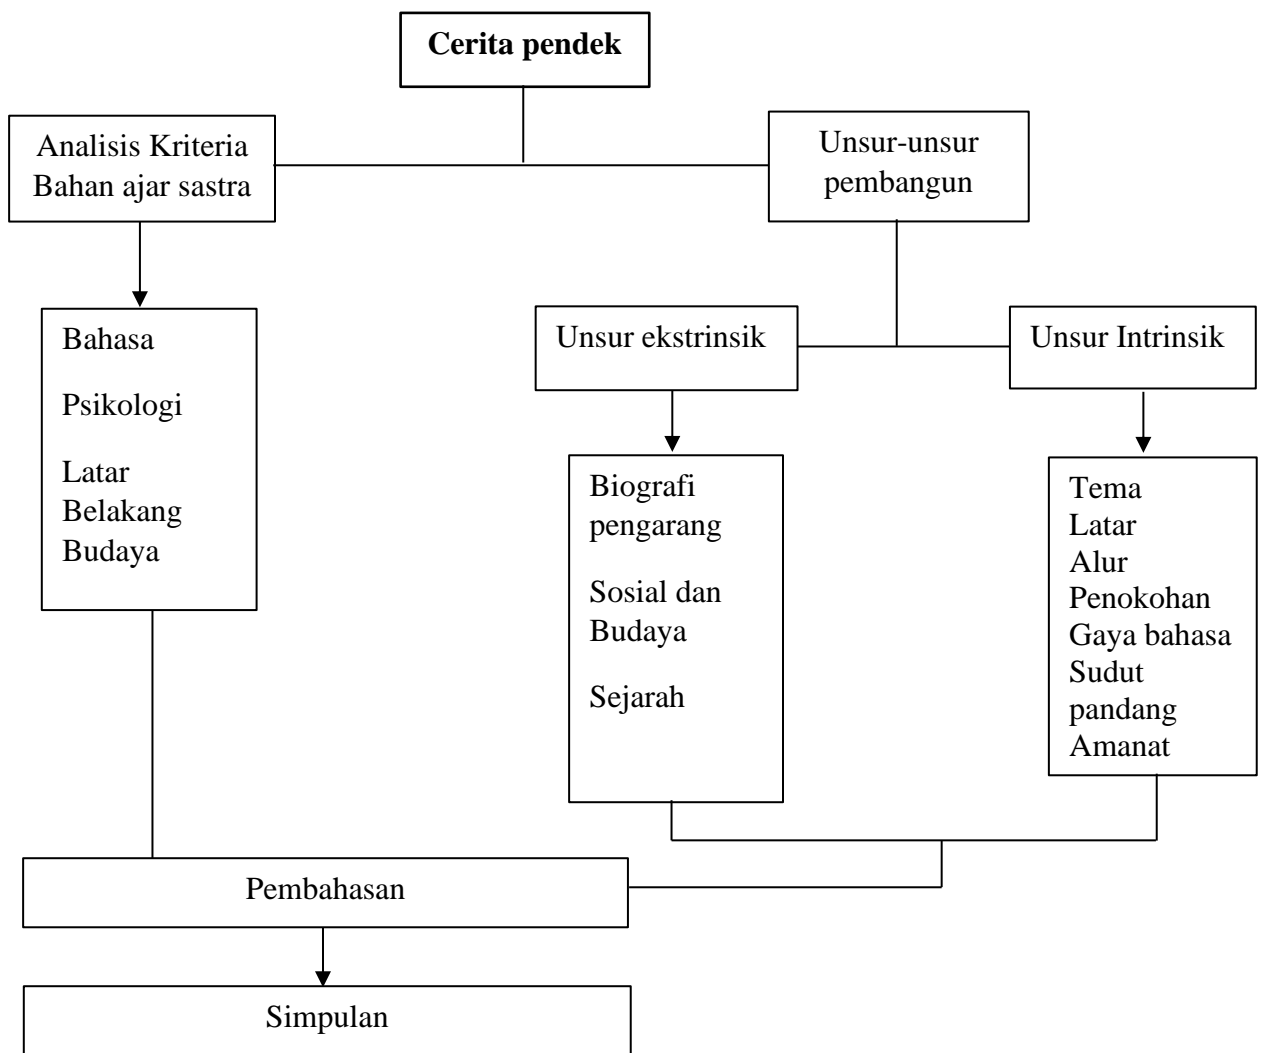 Cerita pendek
Analisis Kriteria
Bahan ajar sastra
Unsur-unsur
pembangun
Bahasa
Psikologi
Latar
Belakang
Budaya
Unsur ekstrinsik
Unsur Intrinsik
Biografi
pengarang
Sosial dan
Budaya
Sejarah
Tema
Latar
Alur
Penokohan
Gaya bahasa
Sudut
pandang
Amanat
Pembahasan
Simpulan